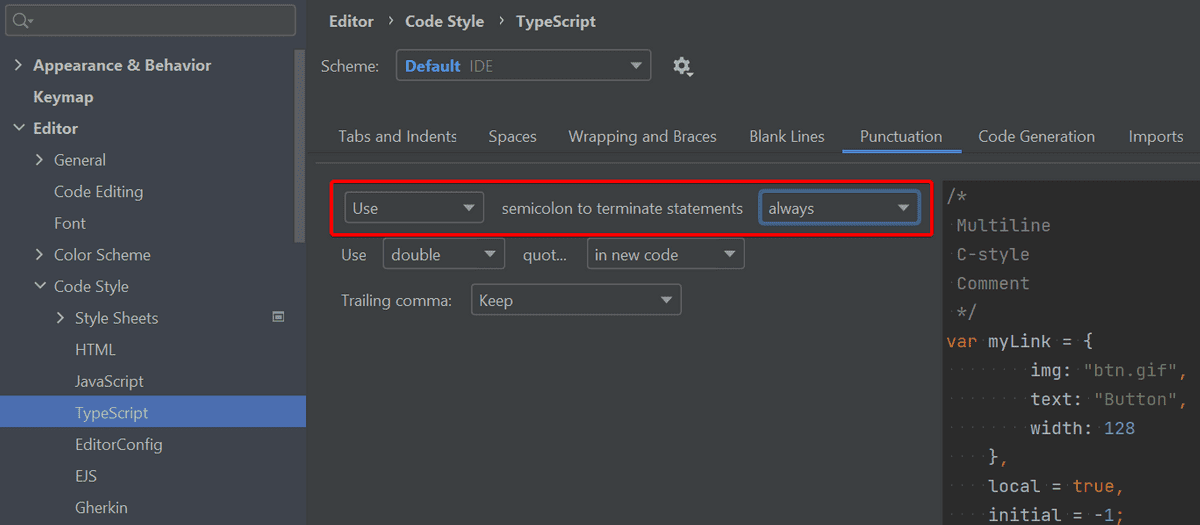 Editor › Code Style › TypeScript
Scheme: Default IDE
Appearance & Behavior
Keymap
Editor
General
Code Editing
Font
Color Scheme
Code Style
Style Sheets
HTML
JavaScript
TypeScript
EditorConfig
EJS
Gherkin
Tabs and Indents Spaces Wrapping and Braces Blank Lines Punctuation Code Generation Imports
Use semicolon to terminate statements always
Use double quot... in new code
Trailing comma: Keep
/*
Multiline
C-style
Comment
*/
var myLink = {
img: "btn.gif",
text: "Button",
width: 128
},
local = true,
initial = -1;